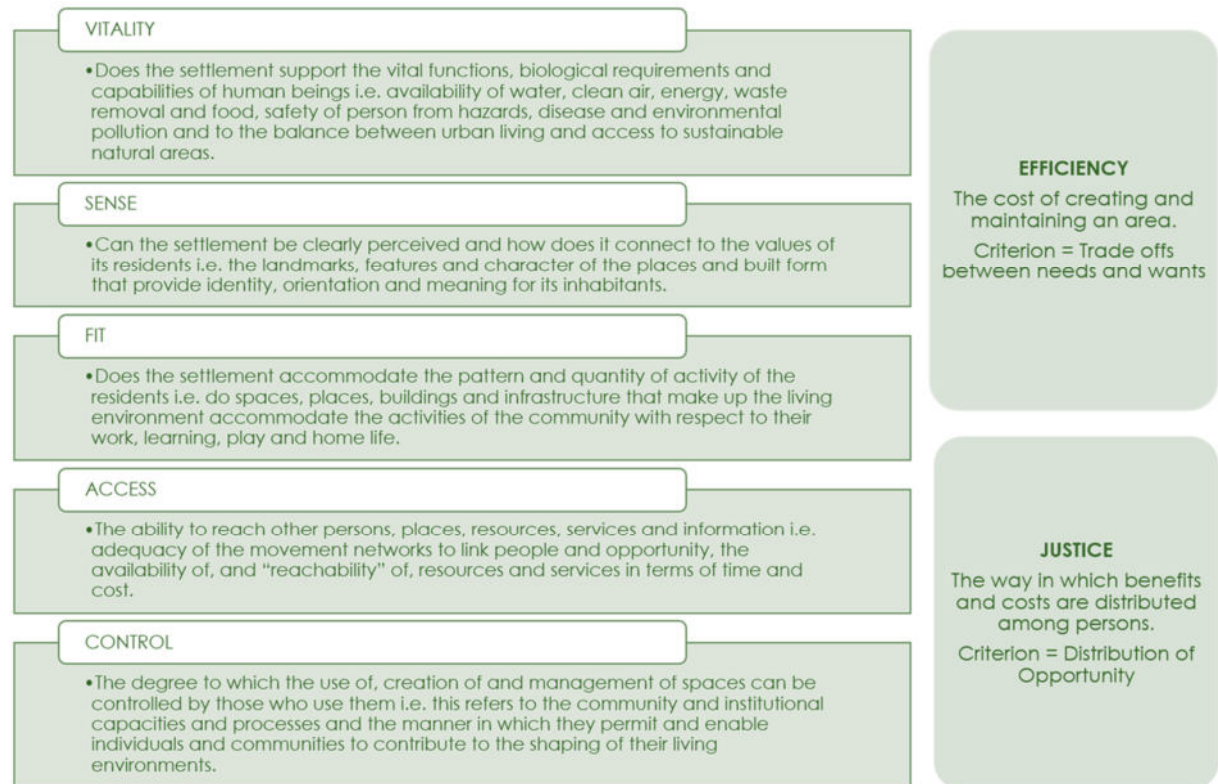 VITALITY
•Does the settlement support the vital functions, biological requirements and
capabilities of human beings i.e. availability of water, clean air, energy, waste
removal and food, safety of person from hazards, disease and environmental
pollution and to the balance between urban living and access to sustainable
natural areas.
SENSE
•Can the settlement be clearly perceived and how does it connect to the values of
its residents i.e. the landmarks, features and character of the places and built form
that provide identity, orientation and meaning for its inhabitants.
FIT
•Does the settlement accommodate the pattern and quantity of activity of the
residents i.e. do spaces, places, buildings and infrastructure that make up the living
environment accommodate the activities of the community with respect to their
work, learning, play and home life.
ACCESS
•The ability to reach other persons, places, resources, services and information i.e.
adequacy of the movement networks to link people and opportunity, the
availability of, and “reachability” of, resources and services in terms of time and
cost.
CONTROL
•The degree to which the use of, creation of and management of spaces can be
controlled by those who use them i.e. this refers to the community and institutional
capacities and processes and the manner in which they permit and enable
individuals and communities to contribute to the shaping of their living
environments.
EFFICIENCY
The cost of creating and
maintaining an area.
Criterion = Trade offs
between needs and wants
JUSTICE
The way in which benefits
and costs are distributed
among persons.
Criterion = Distribution of
Opportunity